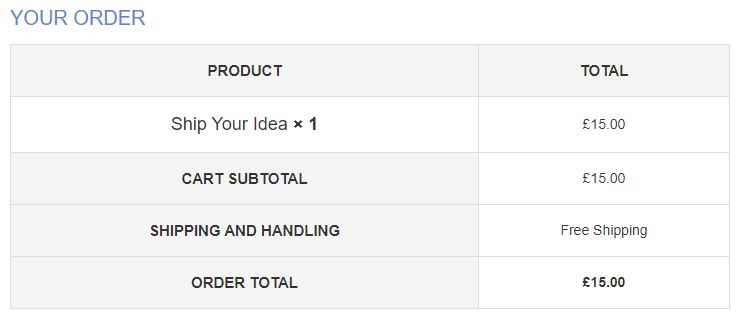 YOUR ORDER
PRODUCT TOTAL
Ship Your Idea × 1 £15.00
CART SUBTOTAL £15.00
SHIPPING AND HANDLING Free Shipping
ORDER TOTAL £15.00